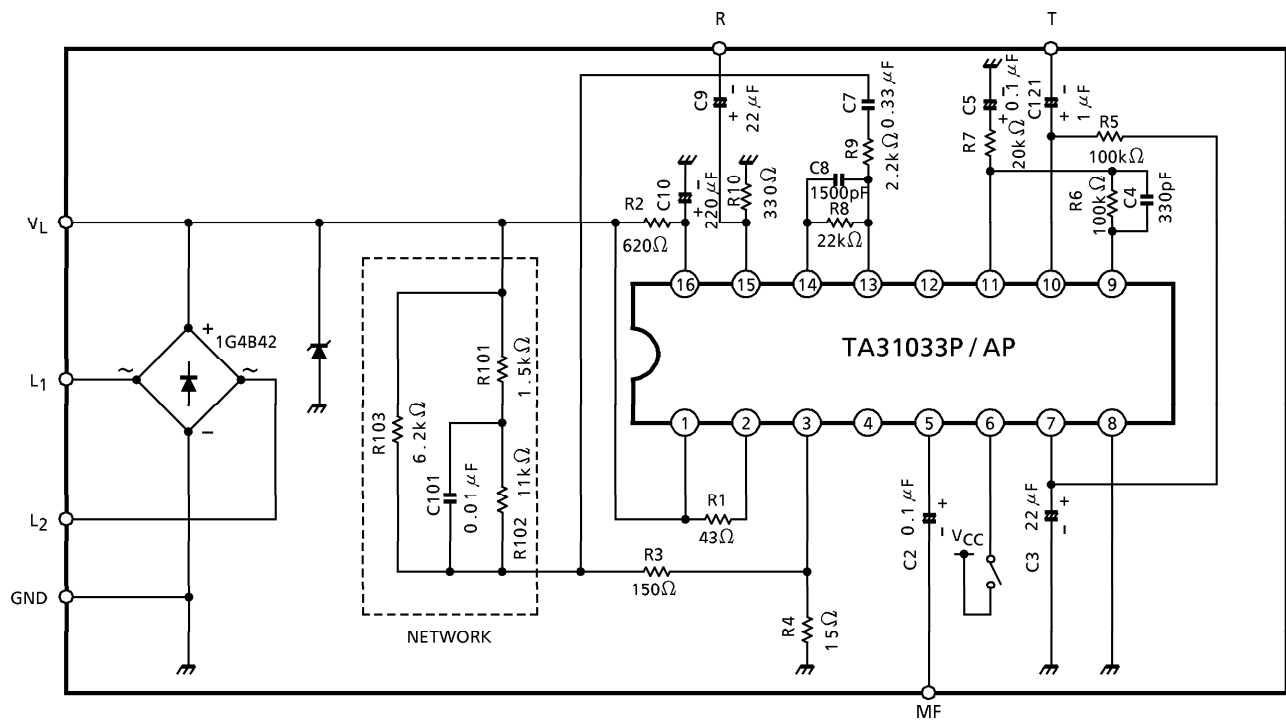 R
T
C9
22 μF
C7
0.33 μF
C5
0.1 μF
C121
1 μF
R5
100kΩ
R7
20kΩ
R9
2.2kΩ
C8
1500pF
C10
220 μF
R10
330Ω
R6
100kΩ
C4
330pF
VL
R2
620Ω
R8
22kΩ
16
15
14
13
12
11
10
9
+
1G4B42
~
~
−
L1
TA31033P / AP
R101
1.5kΩ
R103
6.2kΩ
1
2
3
4
5
6
7
8
C101
0.01 μF
11kΩ
R102
R1
43Ω
L2
C2
0.1 μF
VCC
C3
22 μF
R3
150Ω
GND
R4
15Ω
NETWORK
MF